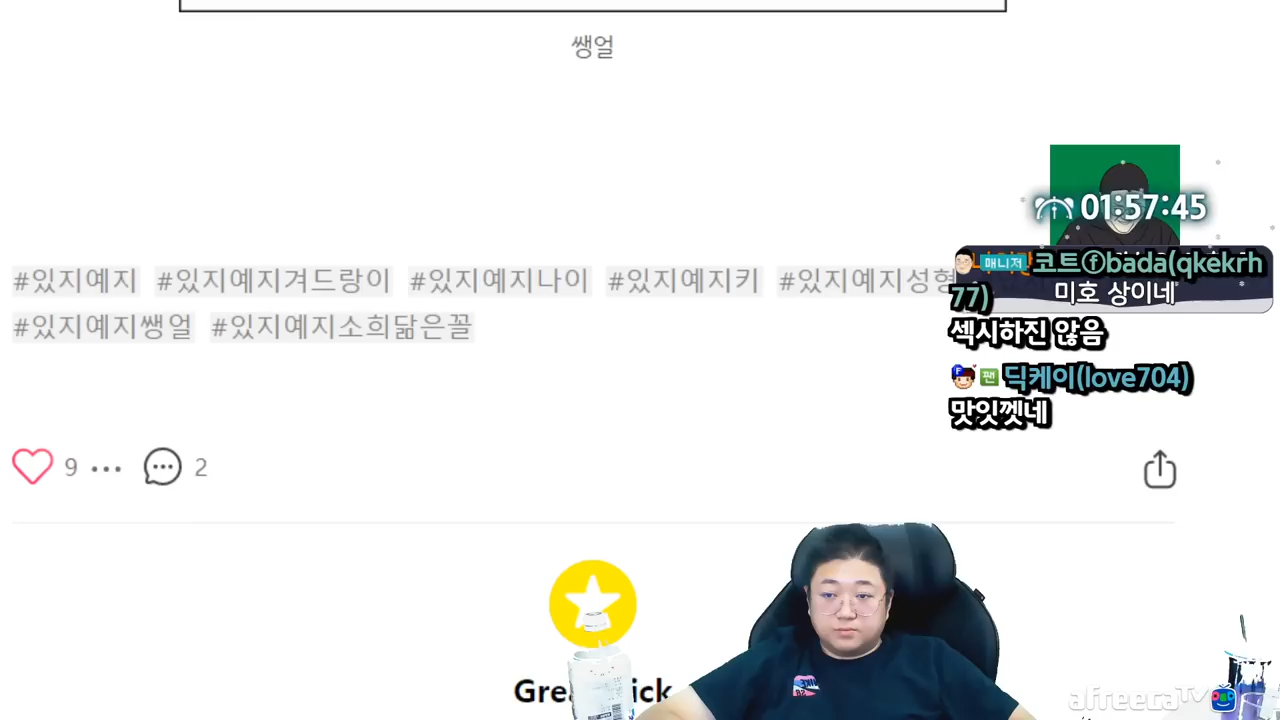 쌩얼
01:57:45
#있지예지 #있지예지겨드랑이 #있지예지나이 #있지예지키 #있지예지성형
#있지예지쌩얼 #있지예지소희닮은꼴
매니저 코트ⓕbada(qkekrh
77)
미호 상이네
섹시하진 않음
F 팬 딕케이(love704)
맛잇겟네
9 2
afreecaTV